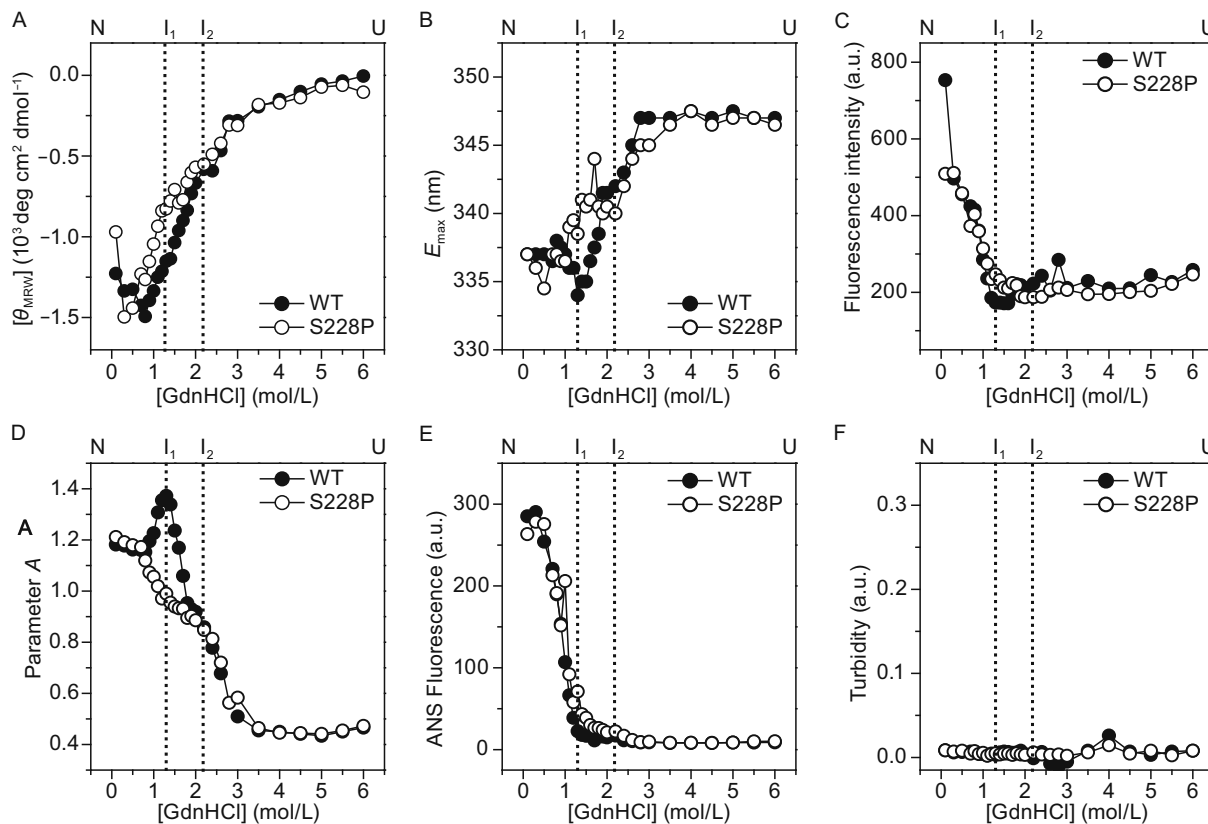 A
N I₁ I₂ U
[θMRW] (10³ deg cm² dmol⁻¹)
0.0
−0.5
−1.0
−1.5
WT
S228P
0 1 2 3 4 5 6
[GdnHCl] (mol/L)
B
N I₁ I₂ U
Emax (nm)
350
345
340
335
330
WT
S228P
0 1 2 3 4 5 6
[GdnHCl] (mol/L)
C
N I₁ I₂ U
Fluorescence intensity (a.u.)
800
600
400
200
0
WT
S228P
0 1 2 3 4 5 6
[GdnHCl] (mol/L)
D
N I₁ I₂ U
A
Parameter A
1.4
1.2
1.0
0.8
0.6
0.4
WT
S228P
0 1 2 3 4 5 6
[GdnHCl] (mol/L)
E
N I₁ I₂ U
ANS Fluorescence (a.u.)
300
200
100
0
WT
S228P
0 1 2 3 4 5 6
[GdnHCl] (mol/L)
F
N I₁ I₂ U
Turbidity (a.u.)
0.3
0.2
0.1
0.0
WT
S228P
0 1 2 3 4 5 6
[GdnHCl] (mol/L)